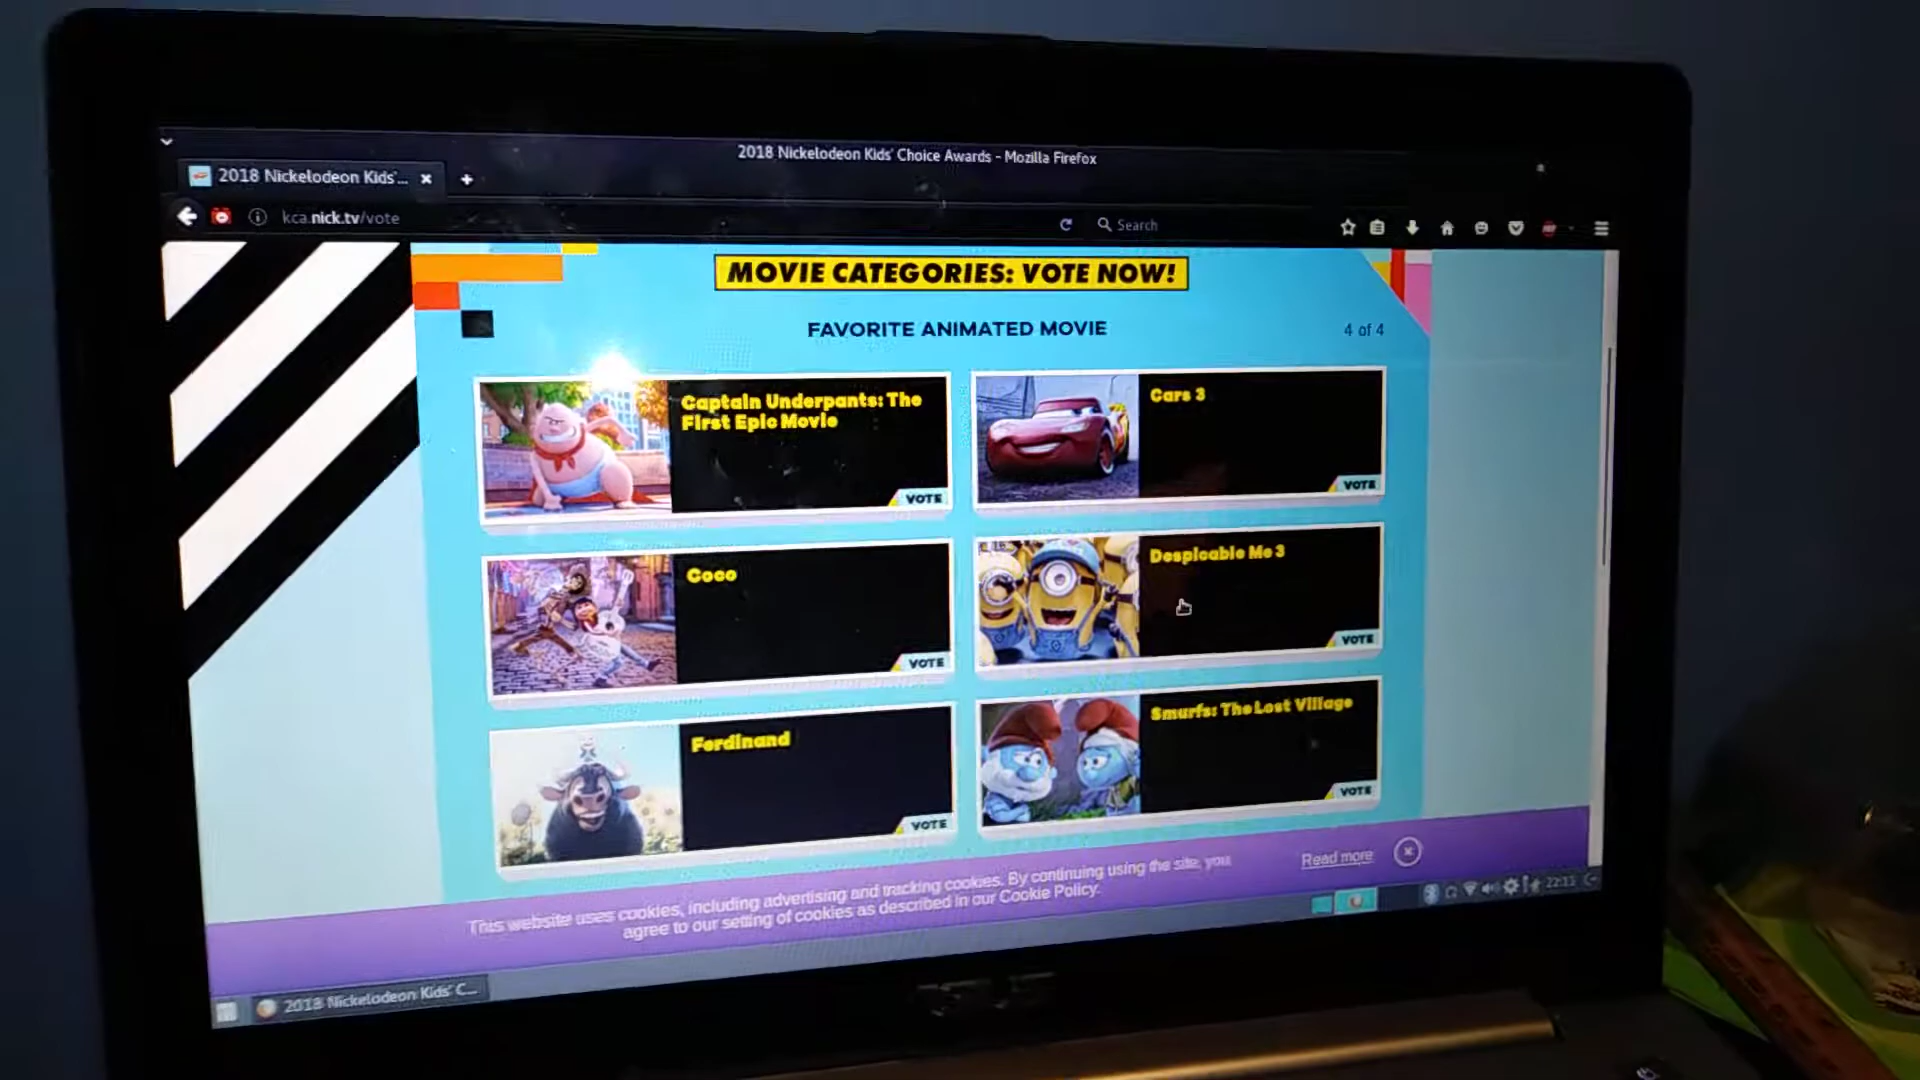 2018 Nickelodeon Kids' Choice Awards - Mozilla Firefox
2018 Nickelodeon Kids'...
kca.nick.tv/vote
Search
MOVIE CATEGORIES: VOTE NOW!
FAVORITE ANIMATED MOVIE
4 of 4
Captain Underpants: The
First Epic Movie
VOTE
Cars 3
VOTE
Coco
VOTE
Despicable Me 3
VOTE
Ferdinand
VOTE
Smurfs: The Lost Village
VOTE
This website uses cookies, including advertising and tracking cookies. By continuing using the site, you
agree to our setting of cookies as described in our Cookie Policy.
Read more
2018 Nickelodeon Kids' C...